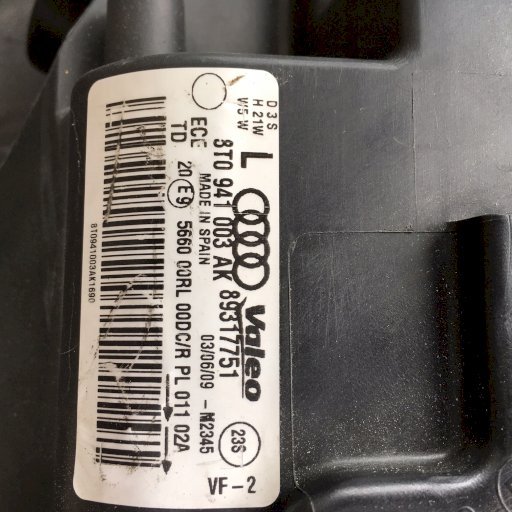 D3S
H21W
W5W
L
Valeo
8T0 941 003 AK 89317751
MADE IN SPAIN 03/06/09 - M2345
ECE
23S
TD 20 E9 5660 00RL 00DC/R PL 011 02A
VF-2
8T0941003AK1690